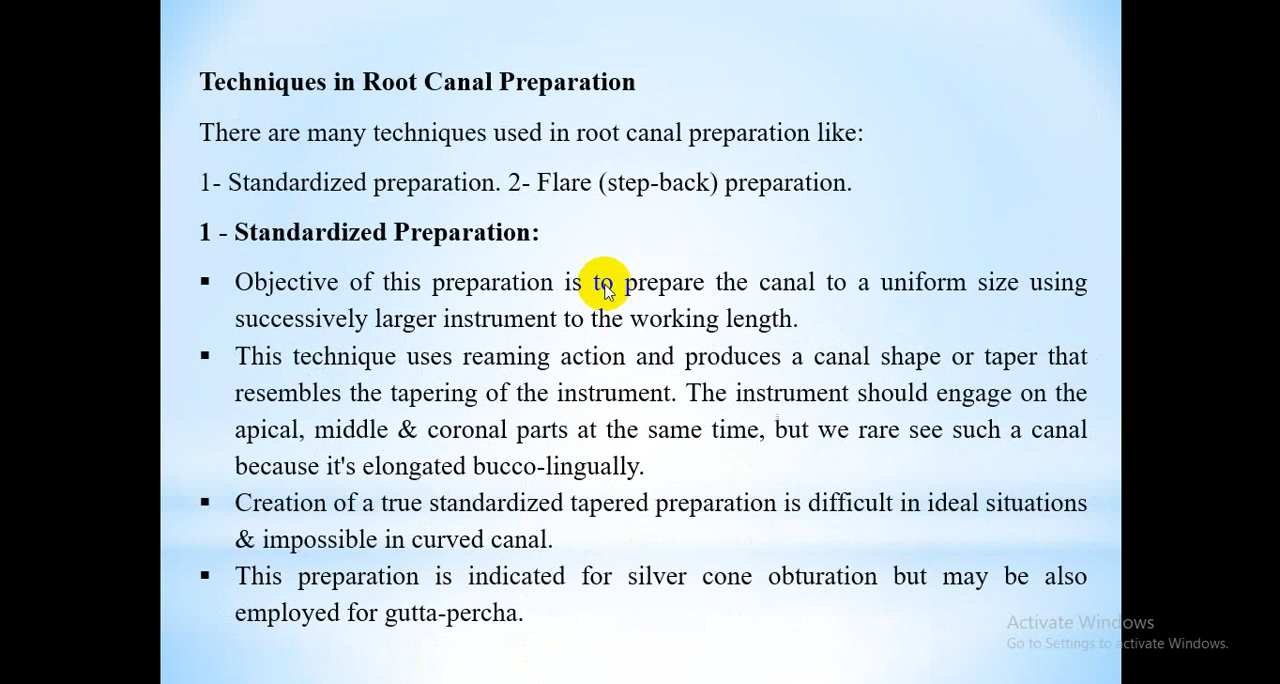 Techniques in Root Canal Preparation
There are many techniques used in root canal preparation like:
1- Standardized preparation. 2- Flare (step-back) preparation.
1 - Standardized Preparation:
▪ Objective of this preparation is to prepare the canal to a uniform size using
successively larger instrument to the working length.
▪ This technique uses reaming action and produces a canal shape or taper that
resembles the tapering of the instrument. The instrument should engage on the
apical, middle & coronal parts at the same time, but we rare see such a canal
because it's elongated bucco-lingually.
▪ Creation of a true standardized tapered preparation is difficult in ideal situations
& impossible in curved canal.
▪ This preparation is indicated for silver cone obturation but may be also
employed for gutta-percha.
Activate Windows
Go to Settings to activate Windows.